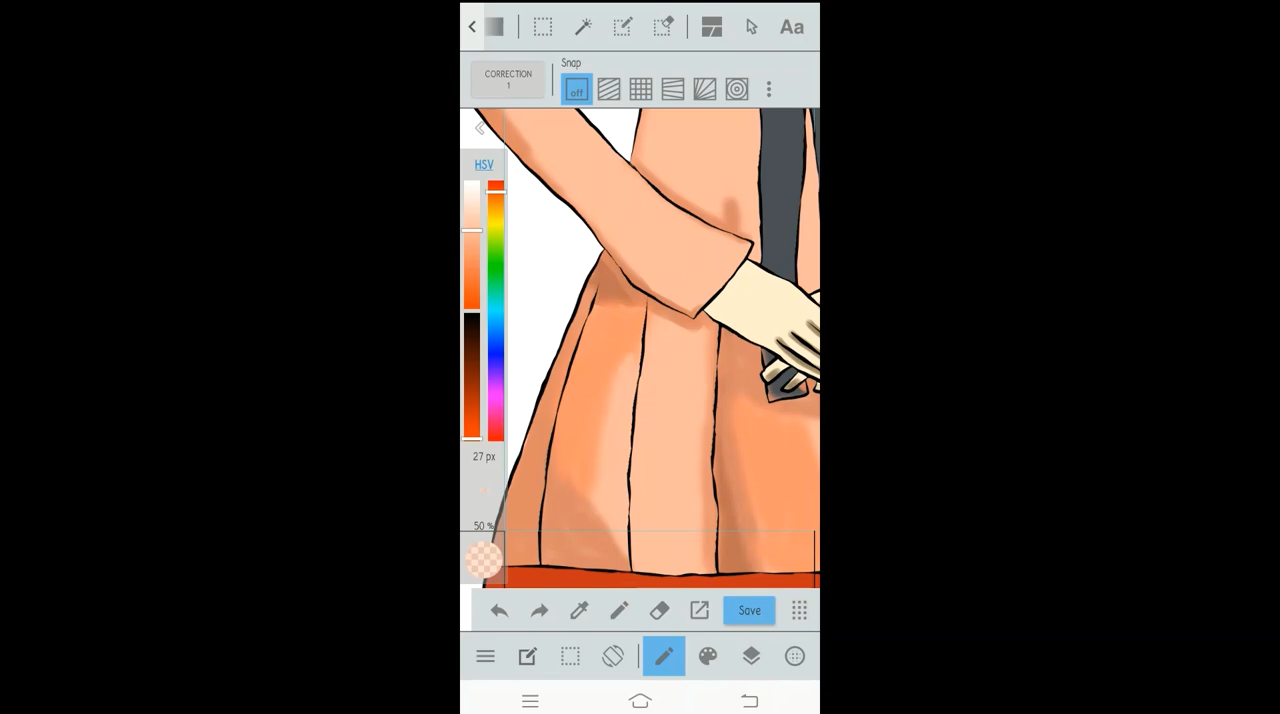 Aa
CORRECTION
1
Snap
off
HSV
27 px
50 %
Save